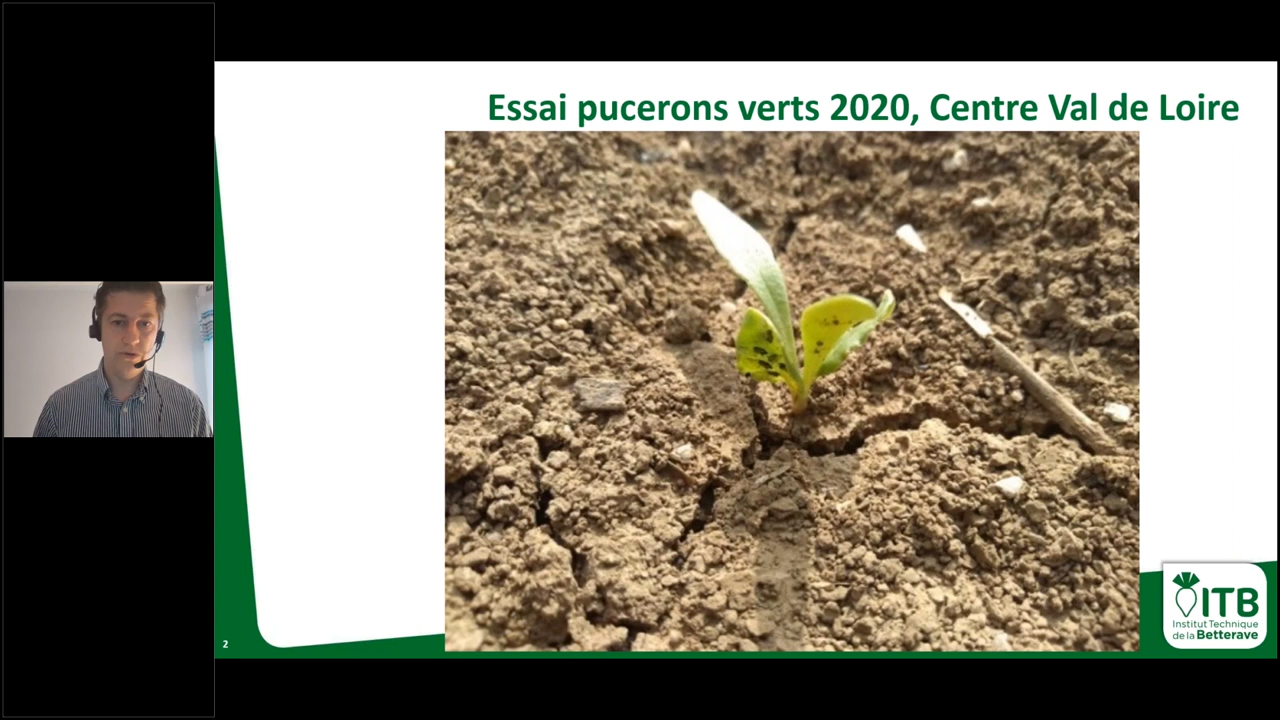 Essai pucerons verts 2020, Centre Val de Loire
2
ITB
Institut Technique
de la Betterave